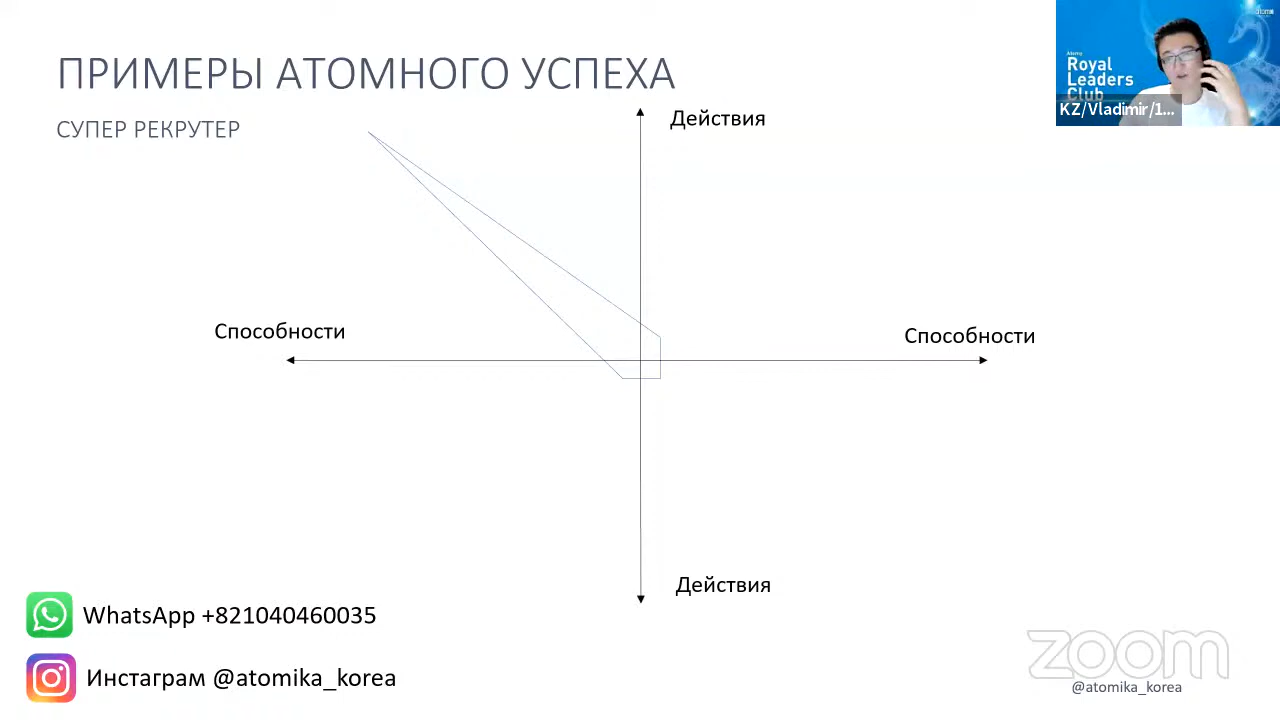 ПРИМЕРЫ АТОМНОГО УСПЕХА
СУПЕР РЕКРУТЕР
Действия
Способности
Способности
Действия
WhatsApp +821040460035
Инстаграм @atomika_korea
zoom
@atomika_korea
Atomy
Royal
Leaders
Club
KZ/Vladimir/1...